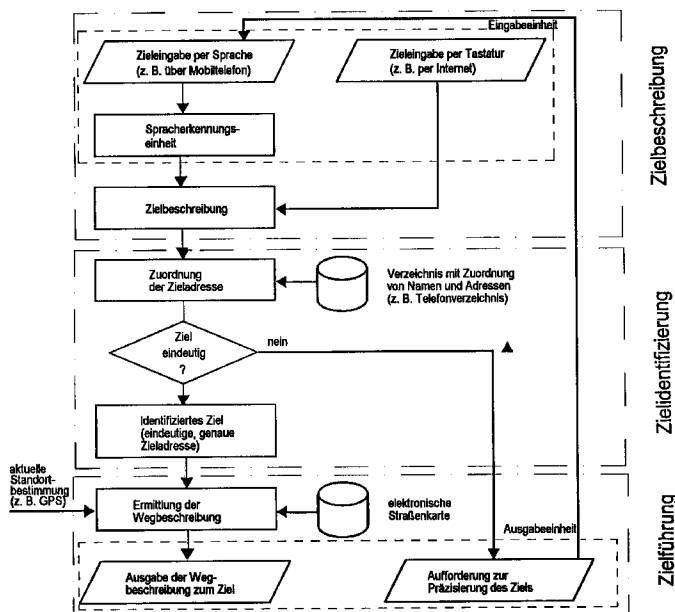 Eingabeeinheit
Zieleingabe per Sprache
(z. B. über Mobiltelefon)
Zieleingabe per Tastatur
(z. B. per Internet)
Spracherkennungs-
einheit
Zielbeschreibung
Zielbeschreibung
Zuordnung
der Zieladresse
Verzeichnis mit Zuordnung
von Namen und Adressen
(z. B. Telefonverzeichnis)
Ziel
eindeutig
?
nein
Identifiziertes Ziel
(eindeutige, genaue
Zieladresse)
Zielidentifizierung
aktuelle
Standort-
bestimmung
(z. B. GPS)
Ermittlung der
Wegbeschreibung
elektronische
Straßenkarte
Ausgabeeinheit
Ausgabe der Weg-
beschreibung zum Ziel
Aufforderung zur
Präzisierung des Ziels
Zielführung